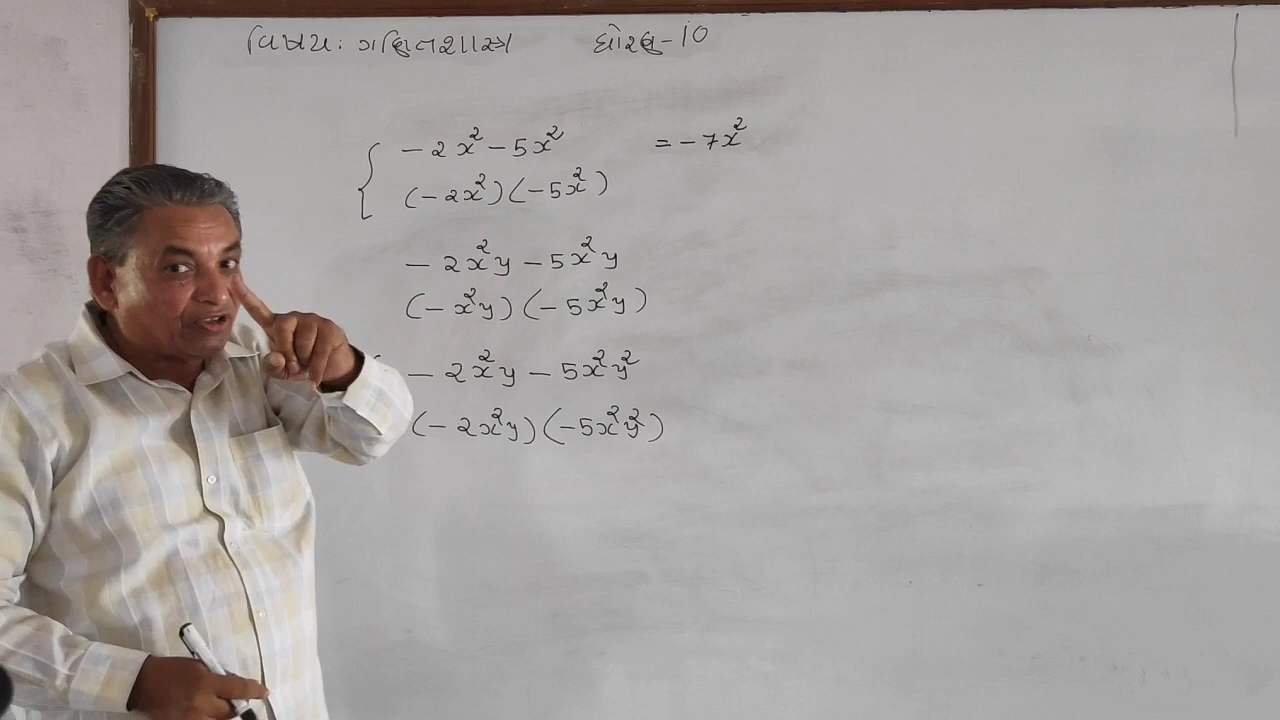 વિષય: ગણિતશાસ્ત્ર ધોરણ-10
-2x² - 5x² = -7x²
(-2x²)(-5x²)
-2x²y - 5x²y
(-x²y)(-5x²y)
-2x²y - 5x²y²
(-2x²y)(-5x²y²)